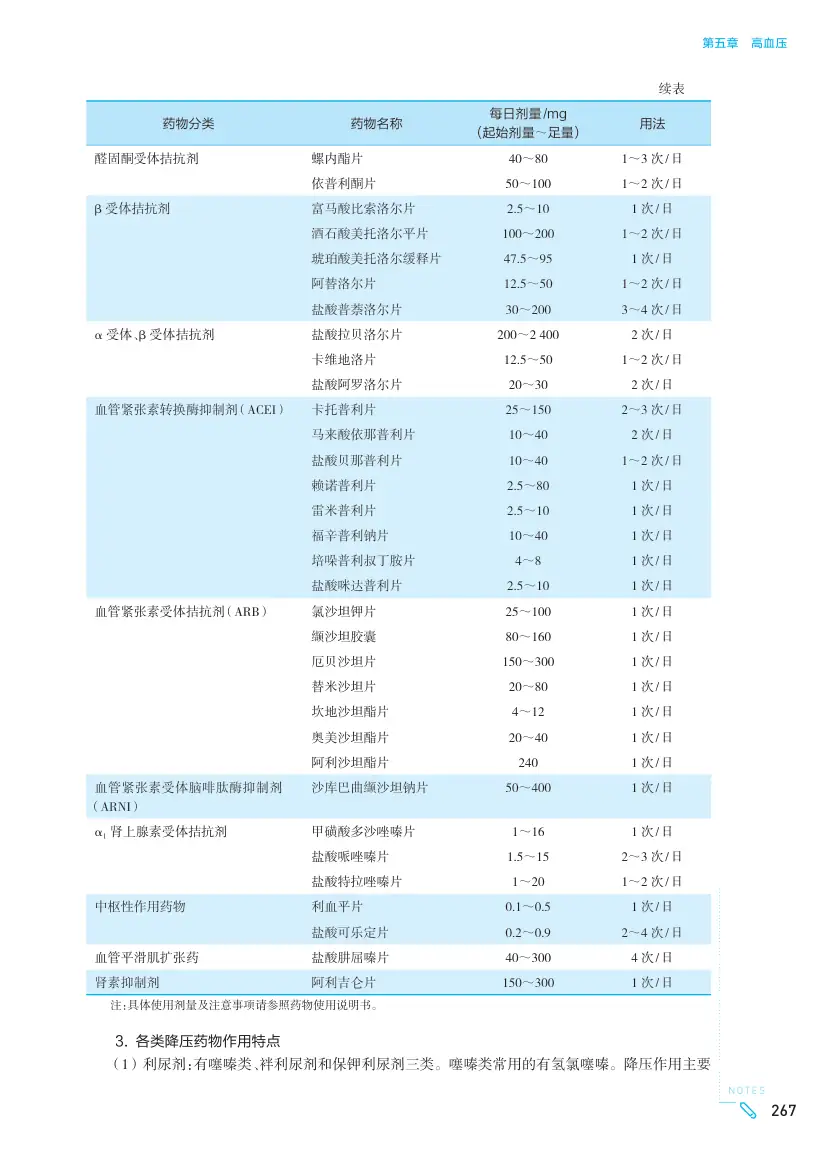 第五章 高血压
续表
药物分类 药物名称 每日剂量/mg（起始剂量～足量） 用法
醛固酮受体拮抗剂 螺内酯片 40～80 1～3 次/日
依普利酮片 50～100 1～2 次/日
β 受体拮抗剂 富马酸比索洛尔片 2.5～10 1 次/日
酒石酸美托洛尔平片 100～200 1～2 次/日
琥珀酸美托洛尔缓释片 47.5～95 1 次/日
阿替洛尔片 12.5～50 1～2 次/日
盐酸普萘洛尔片 30～200 3～4 次/日
α 受体、β 受体拮抗剂 盐酸拉贝洛尔片 200～2 400 2 次/日
卡维地洛片 12.5～50 1～2 次/日
盐酸阿罗洛尔片 20～30 2 次/日
血管紧张素转换酶抑制剂（ACEI） 卡托普利片 25～150 2～3 次/日
马来酸依那普利片 10～40 2 次/日
盐酸贝那普利片 10～40 1～2 次/日
赖诺普利片 2.5～80 1 次/日
雷米普利片 2.5～10 1 次/日
福辛普利钠片 10～40 1 次/日
培哚普利叔丁胺片 4～8 1 次/日
盐酸咪达普利片 2.5～10 1 次/日
血管紧张素受体拮抗剂（ARB） 氯沙坦钾片 25～100 1 次/日
缬沙坦胶囊 80～160 1 次/日
厄贝沙坦片 150～300 1 次/日
替米沙坦片 20～80 1 次/日
坎地沙坦酯片 4～12 1 次/日
奥美沙坦酯片 20～40 1 次/日
阿利沙坦酯片 240 1 次/日
血管紧张素受体脑啡肽酶抑制剂 沙库巴曲缬沙坦钠片 50～400 1 次/日
（ARNI）
α₁ 肾上腺素受体拮抗剂 甲磺酸多沙唑嗪片 1～16 1 次/日
盐酸哌唑嗪片 1.5～15 2～3 次/日
盐酸特拉唑嗪片 1～20 1～2 次/日
中枢性作用药物 利血平片 0.1～0.5 1 次/日
盐酸可乐定片 0.2～0.9 2～4 次/日
血管平滑肌扩张药 盐酸肼屈嗪片 40～300 4 次/日
肾素抑制剂 阿利吉仑片 150～300 1 次/日
注：具体使用剂量及注意事项请参照药物使用说明书。
3. 各类降压药物作用特点
（1）利尿剂：有噻嗪类、袢利尿剂和保钾利尿剂三类。噻嗪类常用的有氢氯噻嗪。降压作用主要
NOTES
267